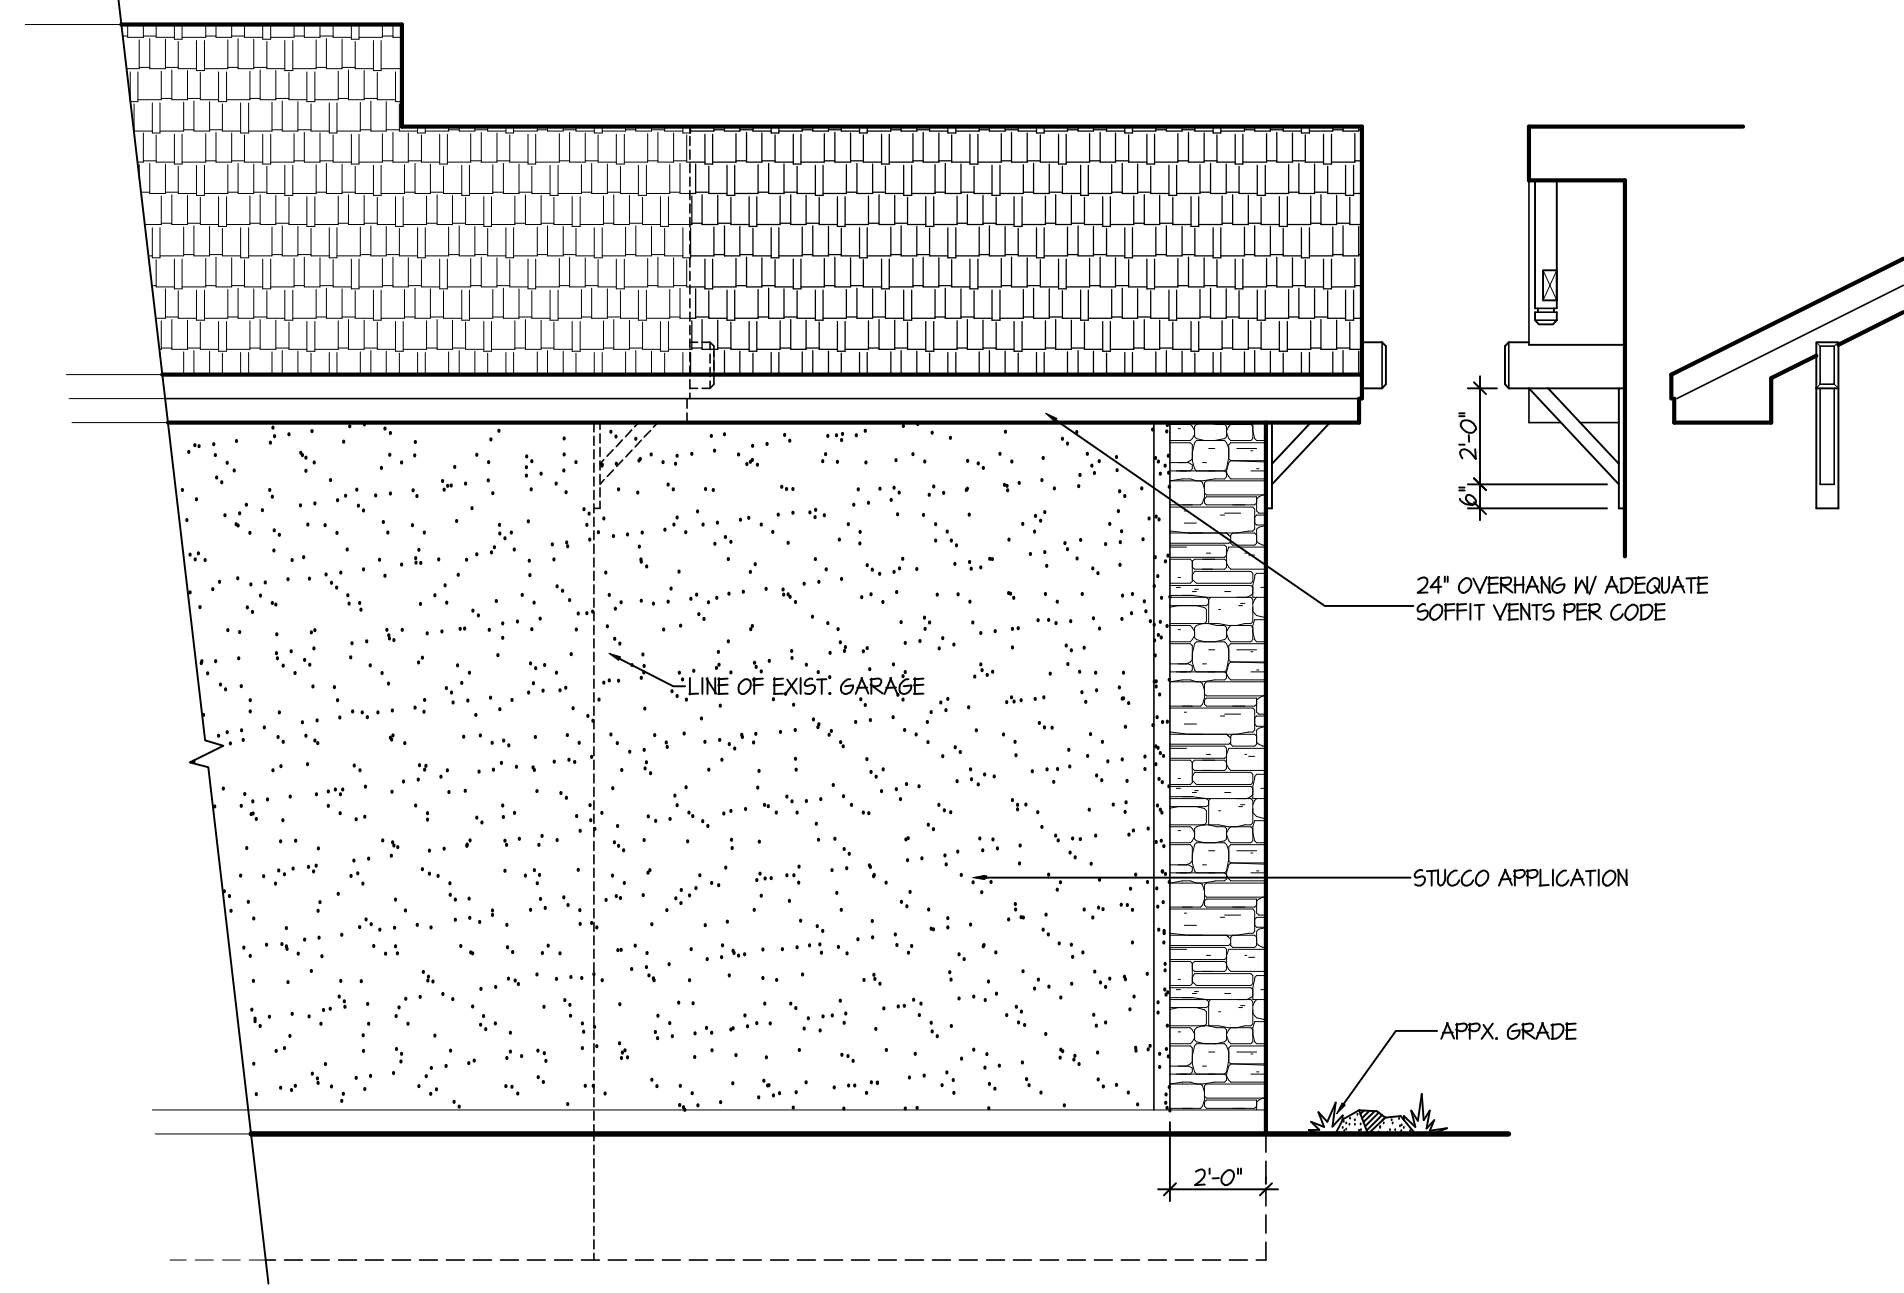 2'-0"
6"
24" OVERHANG W/ ADEQUATE
SOFFIT VENTS PER CODE
LINE OF EXIST. GARAGE
STUCCO APPLICATION
APPX. GRADE
2'-0"